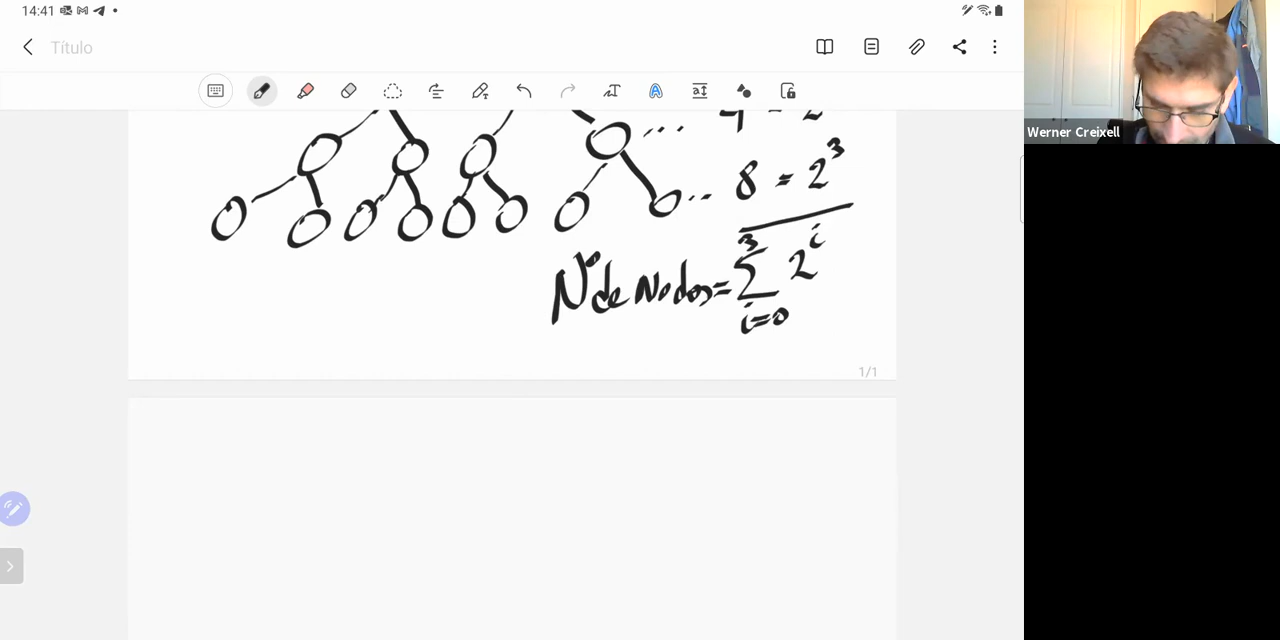 14:41
Título
8 = 2³
Nº de Nodos = ∑ 2ⁱ
3
i=0
1/1
Werner Creixell